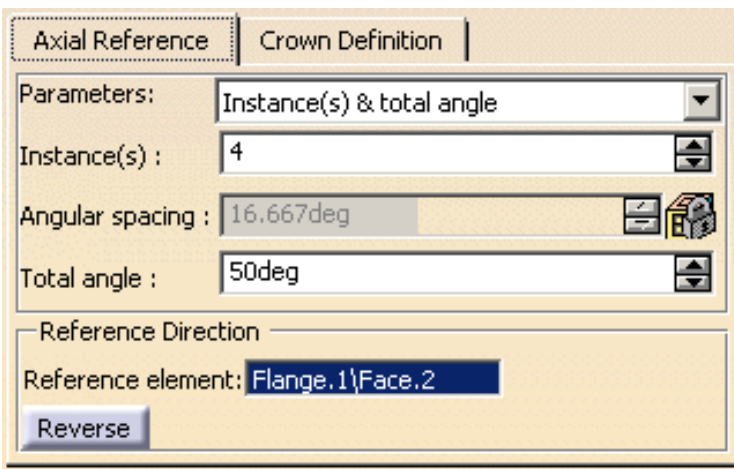 Axial Reference Crown Definition
Parameters: Instance(s) & total angle
Instance(s) : 4
Angular spacing : 16.667deg
Total angle : 50deg
Reference Direction
Reference element: Flange.1\Face.2
Reverse